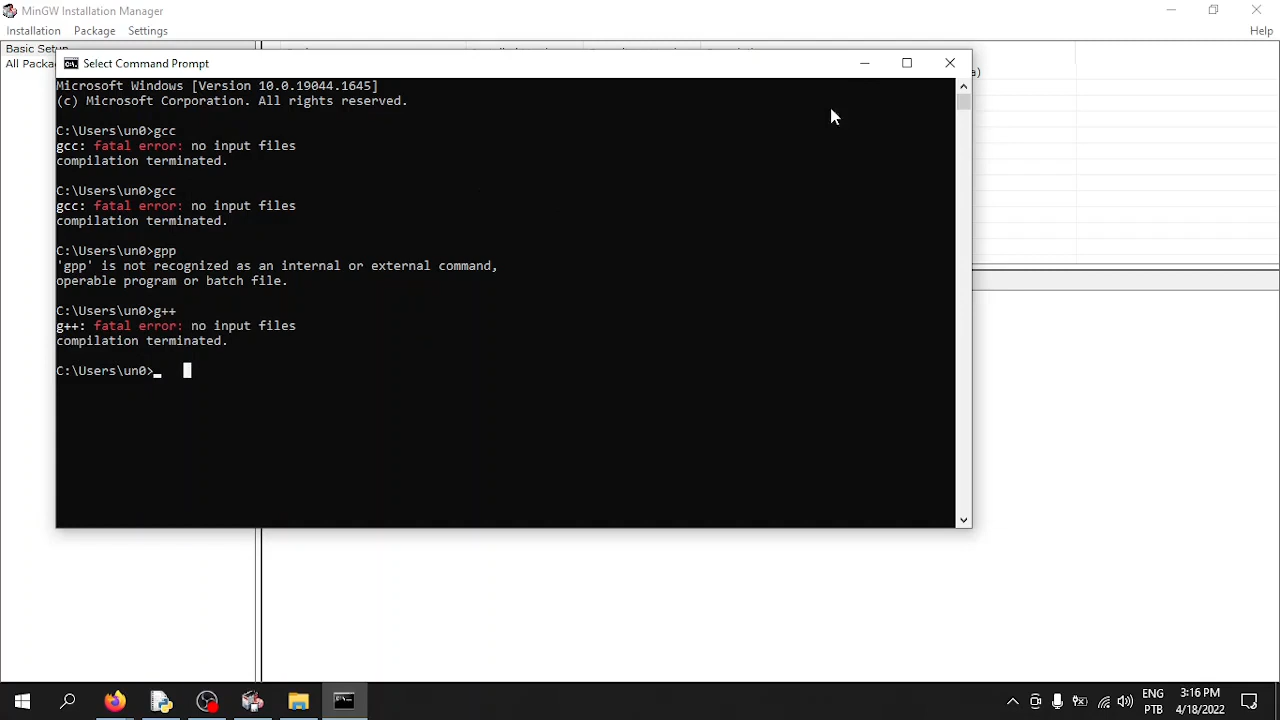 MinGW Installation Manager
Installation Package Settings Help
Basic Setup
All Packa
Select Command Prompt
a)
Microsoft Windows [Version 10.0.19044.1645]
(c) Microsoft Corporation. All rights reserved.
C:\Users\un0>gcc
gcc: fatal error: no input files
compilation terminated.
C:\Users\un0>gcc
gcc: fatal error: no input files
compilation terminated.
C:\Users\un0>gpp
'gpp' is not recognized as an internal or external command,
operable program or batch file.
C:\Users\un0>g++
g++: fatal error: no input files
compilation terminated.
C:\Users\un0>_
ENG 3:16 PM
PTB 4/18/2022